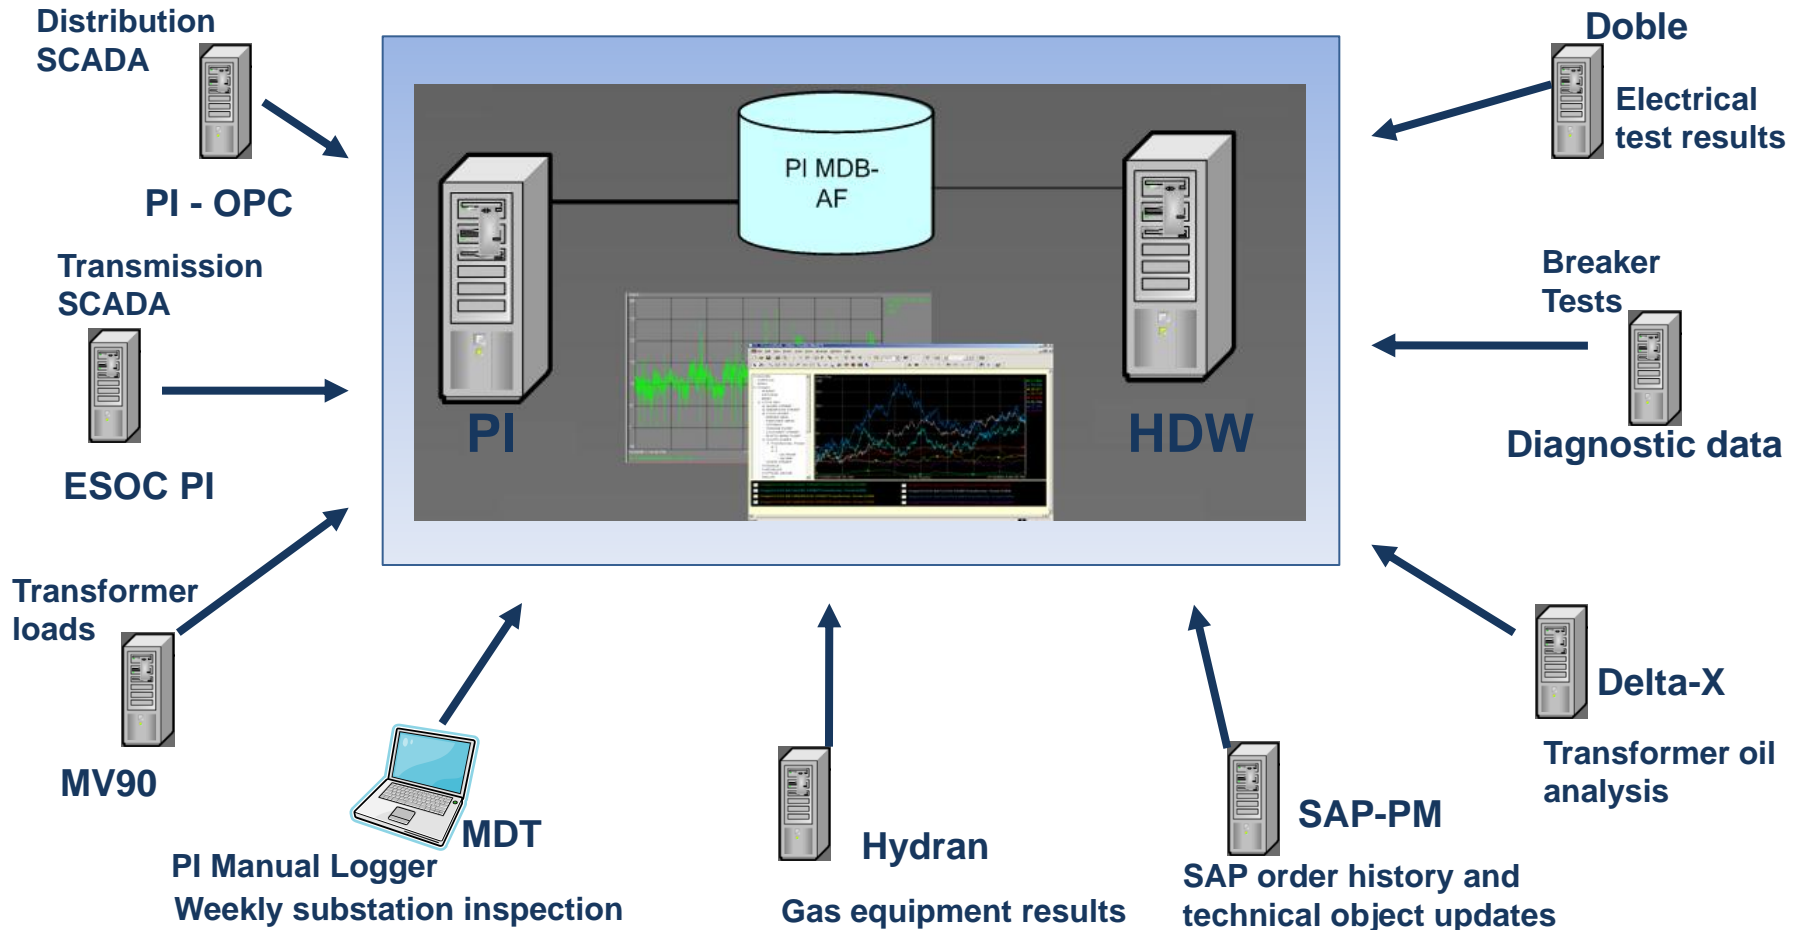 Distribution
SCADA
PI - OPC
Transmission
SCADA
ESOC PI
Transformer
loads
MV90
MDT
PI Manual Logger
Weekly substation inspection
PI MDB-
AF
PI
HDW
Hydran
Gas equipment results
SAP-PM
SAP order history and
technical object updates
Doble
Electrical
test results
Breaker
Tests
Diagnostic data
Delta-X
Transformer oil
analysis